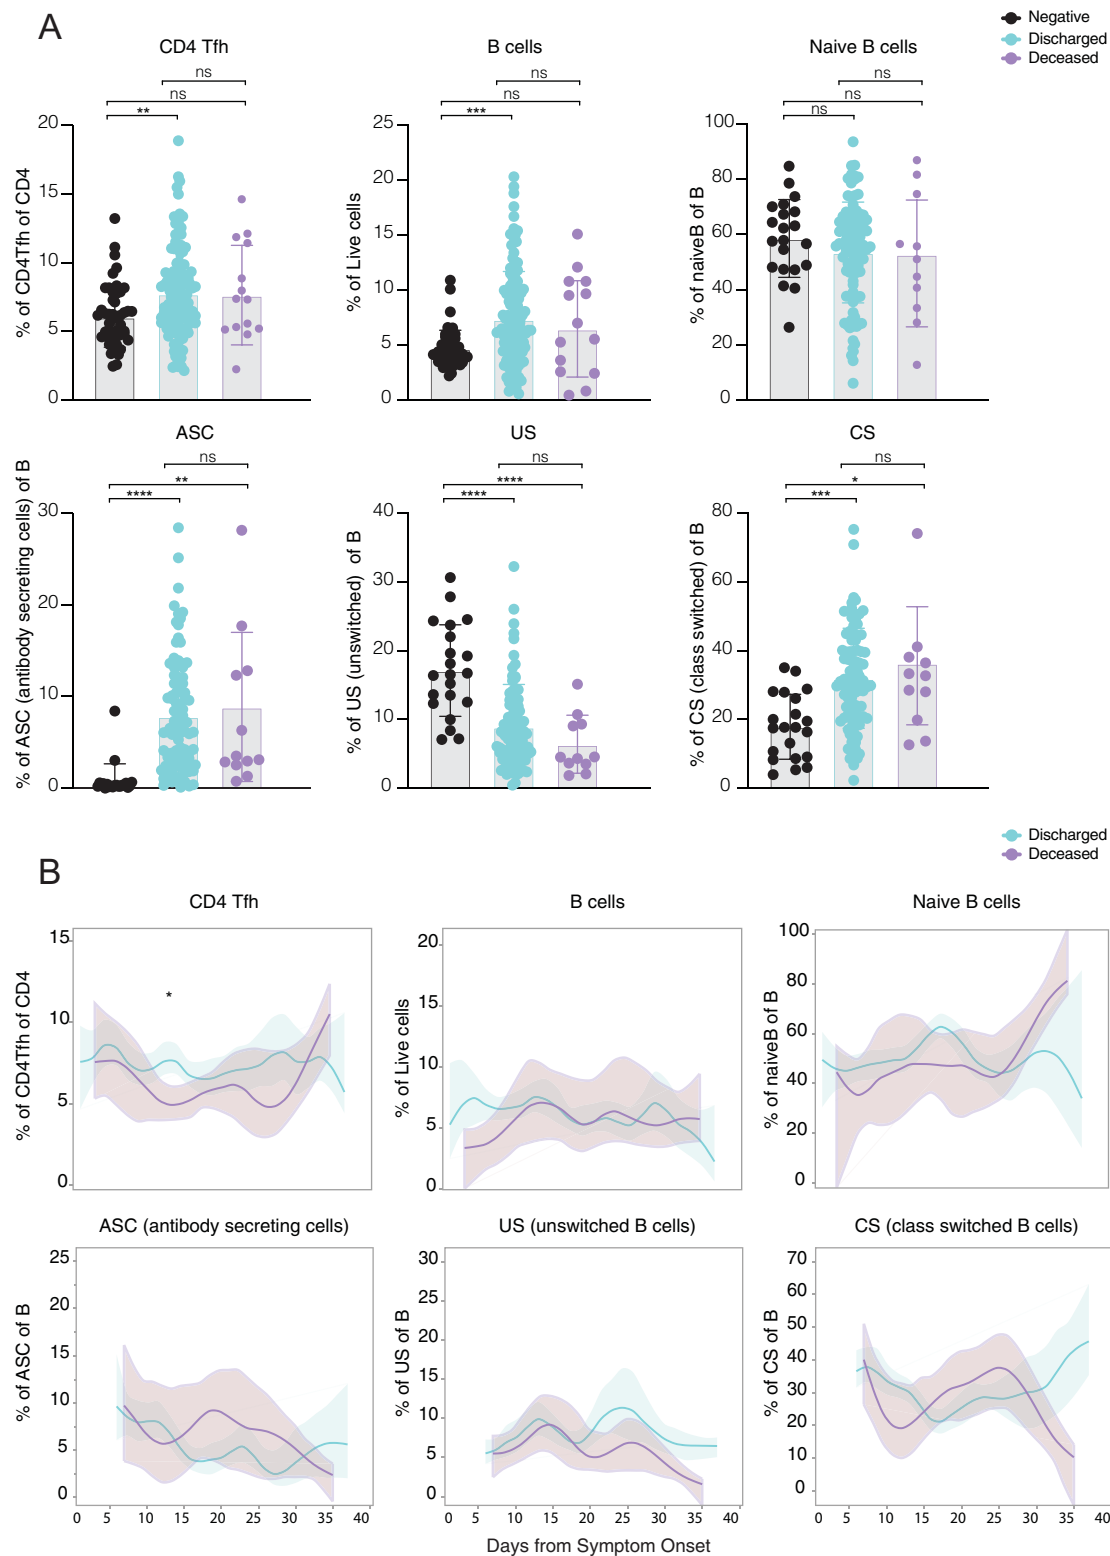 A
Negative
Discharged
Deceased
CD4 Tfh
B cells
Naive B cells
ns
ns
**
ns
ns
***
ns
ns
ns
% of CD4Tfh of CD4
20
15
10
5
0
% of Live cells
25
20
15
10
5
0
% of naiveB of B
100
80
60
40
20
0
ASC
US
CS
ns
**
****
ns
****
****
ns
*
***
% of ASC (antibody secreting cells) of B
30
20
10
0
% of US (unswitched) of B
40
30
20
10
0
% of CS (class switched) of B
80
60
40
20
0
Discharged
Deceased
B
CD4 Tfh
B cells
Naive B cells
% of CD4Tfh of CD4
15
10
5
0
*
% of Live cells
20
15
10
5
0
% of naiveB of B
100
80
60
40
20
0
ASC (antibody secreting cells)
US (unswitched B cells)
CS (class switched B cells)
% of ASC of B
25
20
15
10
5
0
% of US of B
30
25
20
15
10
5
0
% of CS of B
70
60
50
40
30
20
10
0
0 5 10 15 20 25 30 35 40
0 5 10 15 20 25 30 35 40
0 5 10 15 20 25 30 35 40
Days from Symptom Onset